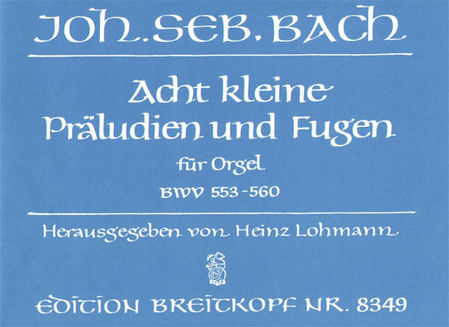 JOH. SEB. BACH
Acht kleine
Präludien und Fugen
für Orgel
BWV 553-560
Herausgegeben von Heinz Lohmann
EDITION BREITKOPF NR. 8349